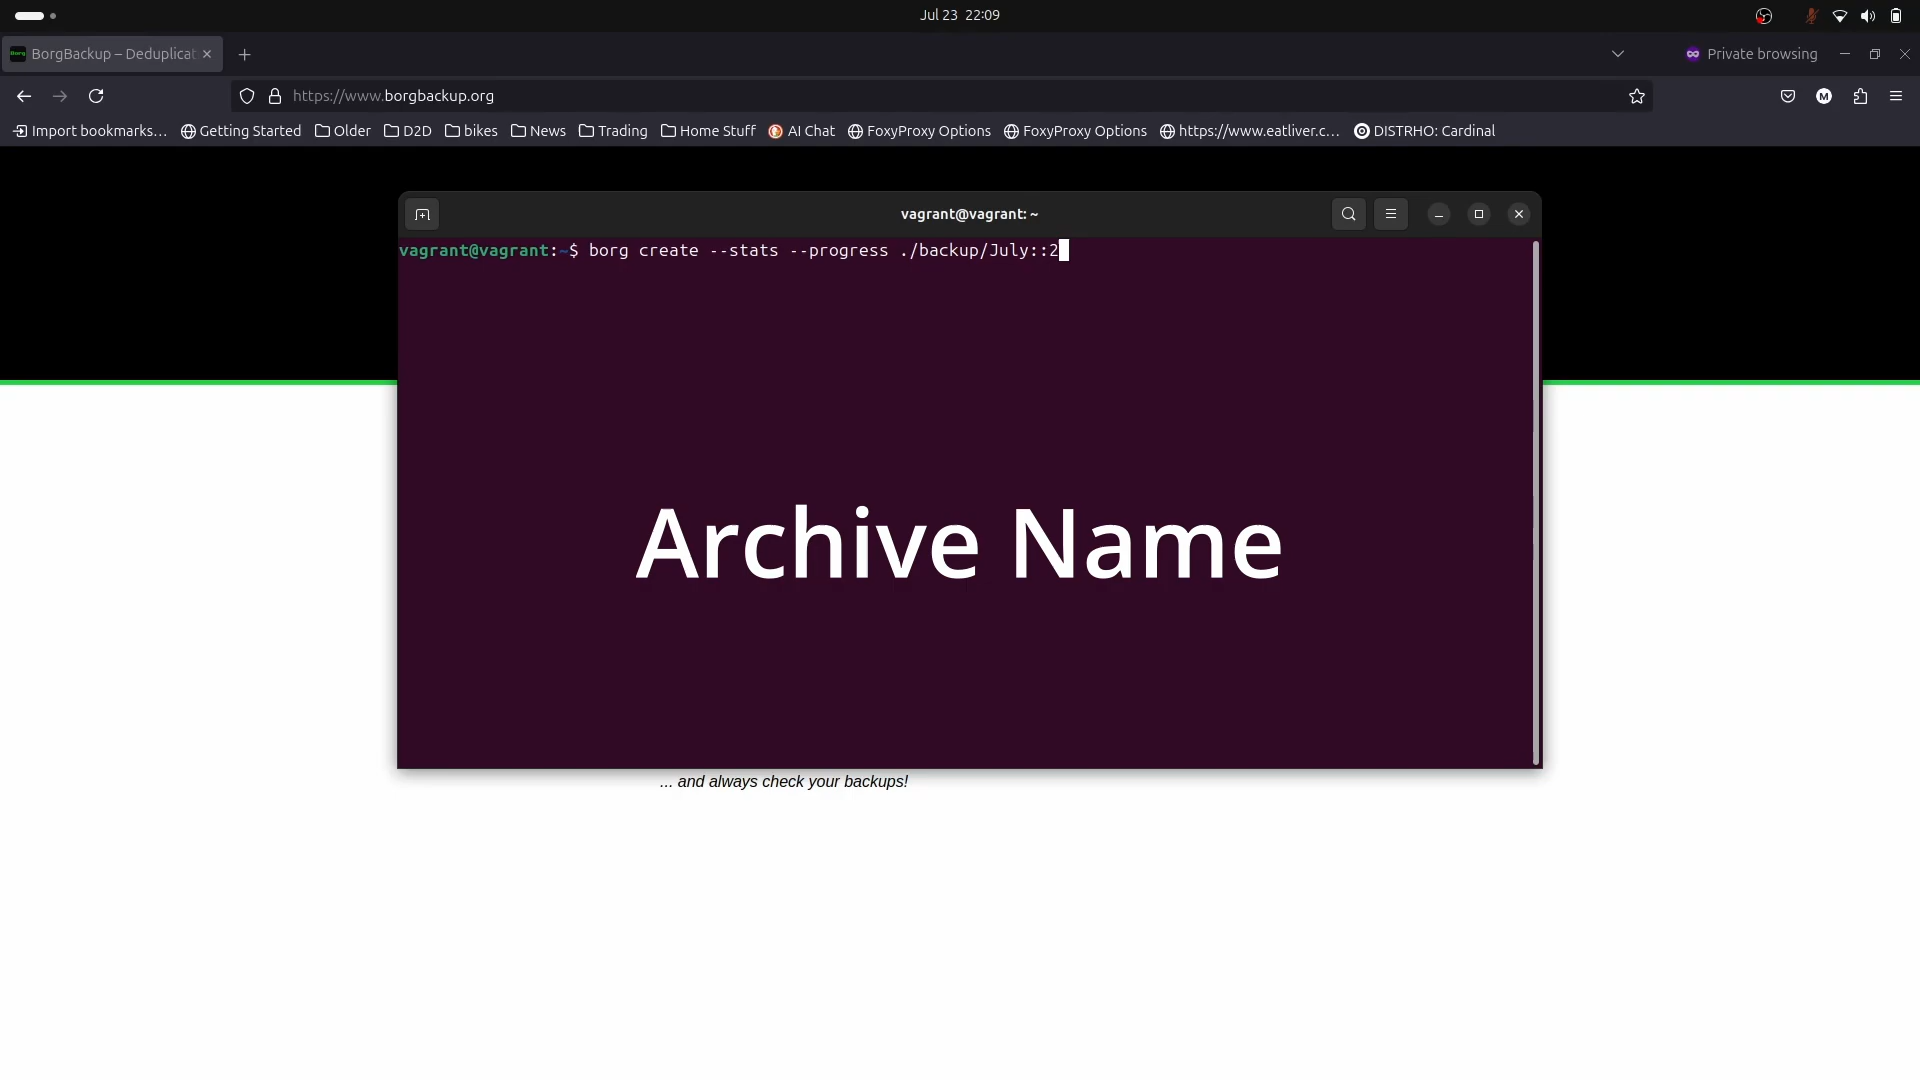 Jul 23 22:09
BorgBackup – Deduplicat
Private browsing
https://www.borgbackup.org
M
Import bookmarks… Getting Started Older D2D bikes News Trading Home Stuff AI Chat FoxyProxy Options FoxyProxy Options https://www.eatliver.c… DISTRHO: Cardinal
vagrant@vagrant: ~
vagrant@vagrant:~$ borg create --stats --progress ./backup/July::2
Archive Name
... and always check your backups!